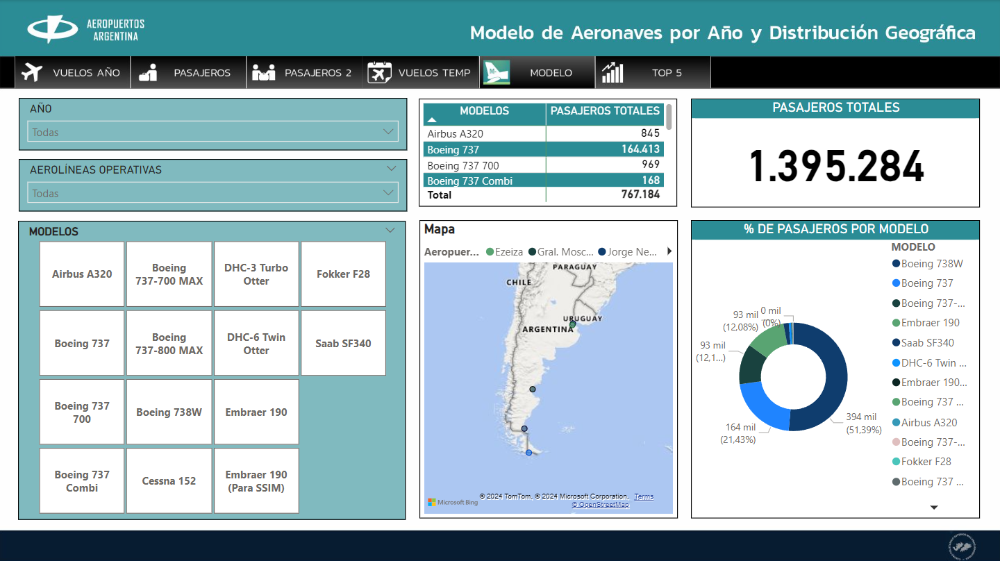 AEROPUERTOS
ARGENTINA
Modelo de Aeronaves por Año y Distribución Geográfica
VUELOS AÑO
PASAJEROS
PASAJEROS 2
VUELOS TEMP
M-
MODELO
TOP 5
AÑO
Todas
AEROLÍNEAS OPERATIVAS
Todas
MODELOS
Airbus A320
Boeing
737-700 MAX
DHC-3 Turbo
Otter
Fokker F28
Boeing 737
Boeing
737-800 MAX
DHC-6 Twin
Otter
Saab SF340
Boeing 737
700
Boeing 738W
Embraer 190
Boeing 737
Combi
Cessna 152
Embraer 190
(Para SSIM)
MODELOS PASAJEROS TOTALES
Airbus A320 845
Boeing 737 164.413
Boeing 737 700 969
Boeing 737 Combi 168
Total 767.184
PASAJEROS TOTALES
1.395.284
Mapa
Aeropuer... Ezeiza Gral. Mosc... Jorge Ne...
PARAGUAY
CHILE
URUGUAY
ARGENTINA
© 2024 TomTom, © 2024 Microsoft Corporation, Terms
Microsoft Bing
© OpenStreetMap
% DE PASAJEROS POR MODELO
93 mil
(12,08%)
0 mil
(0%)
93 mil
(12,1...)
164 mil
(21,43%)
394 mil
(51,39%)
MODELO
Boeing 738W
Boeing 737
Boeing 737-...
Embraer 190
Saab SF340
DHC-6 Twin ...
Embraer 190...
Boeing 737 ...
Airbus A320
Boeing 737-...
Fokker F28
Boeing 737 ...